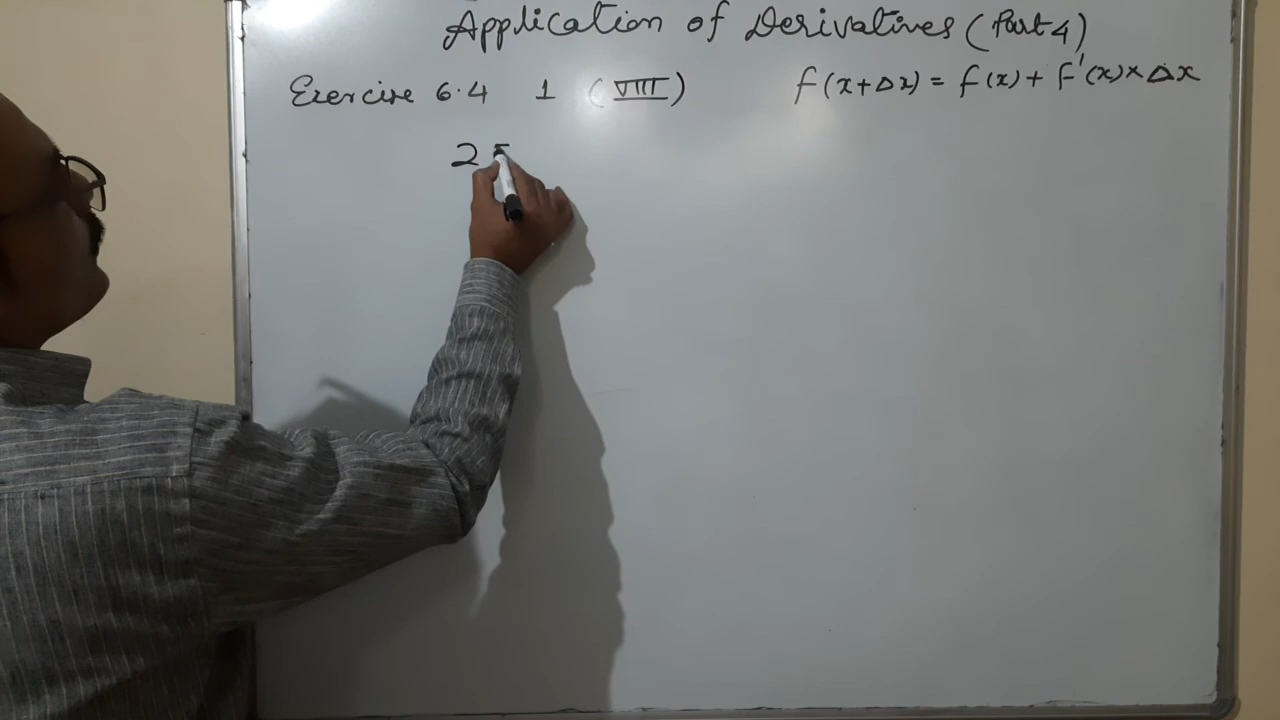 Application of Derivatives (Part 4)
Exercise 6.4 1 (VIII) f(x+Δx) = f(x) + f'(x)×Δx
2